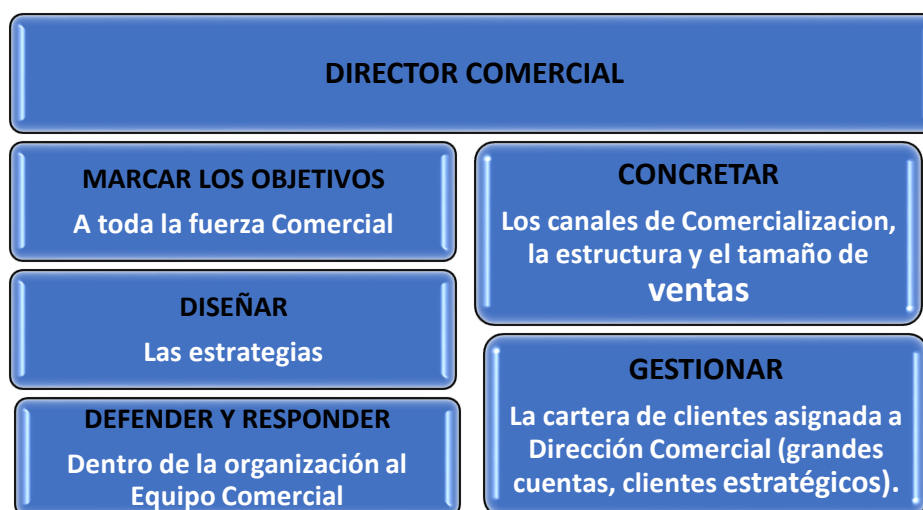 DIRECTOR COMERCIAL
MARCAR LOS OBJETIVOS
A toda la fuerza Comercial
DISEÑAR
Las estrategias
DEFENDER Y RESPONDER
Dentro de la organización al
Equipo Comercial
CONCRETAR
Los canales de Comercializacion,
la estructura y el tamaño de
ventas
GESTIONAR
La cartera de clientes asignada a
Dirección Comercial (grandes
cuentas, clientes estratégicos).